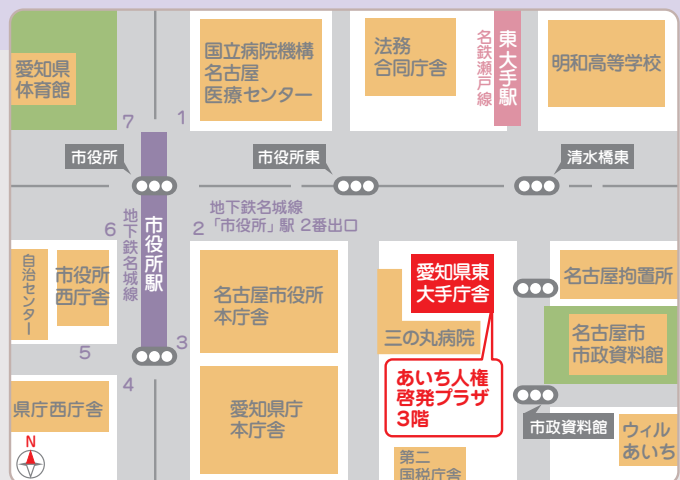 愛知県
体育館
国立病院機構
名古屋
医療センター
法務
合同庁舎
名鉄瀬戸線
東大手駅
明和高等学校
7
1
市役所
市役所東
清水橋東
6
地下鉄名城線
市役所駅
2
地下鉄名城線
「市役所」駅 2番出口
自治センター
市役所
西庁舎
名古屋市役所
本庁舎
愛知県東
大手庁舎
三の丸病院
名古屋拘置所
名古屋市
市政資料館
5
3
4
県庁西庁舎
愛知県庁
本庁舎
あいち人権
啓発プラザ
3階
市政資料館
ウィル
あいち
第二
国税庁舎
N